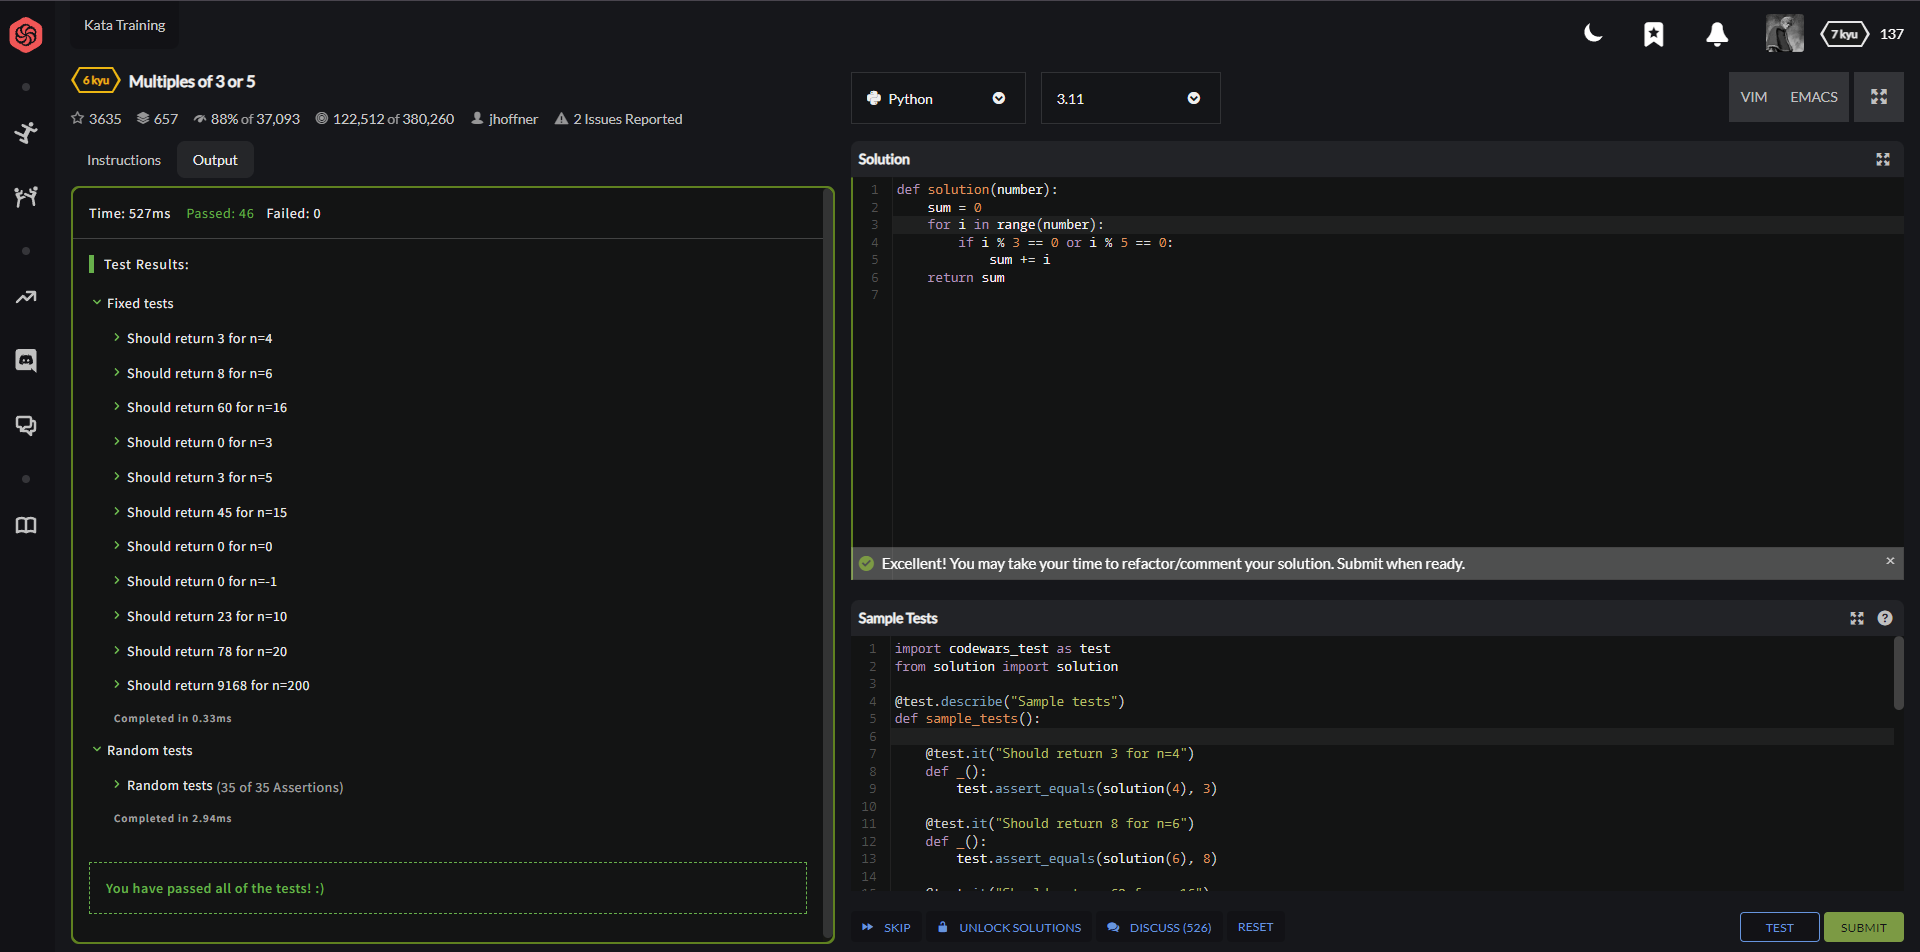 Kata Training
7 kyu 137
6 kyu Multiples of 3 or 5
3635 657 88% of 37,093 122,512 of 380,260 jhoffner 2 Issues Reported
Instructions Output
Time: 527ms Passed: 46 Failed: 0
Test Results:
Fixed tests
Should return 3 for n=4
Should return 8 for n=6
Should return 60 for n=16
Should return 0 for n=3
Should return 3 for n=5
Should return 45 for n=15
Should return 0 for n=0
Should return 0 for n=-1
Should return 23 for n=10
Should return 78 for n=20
Should return 9168 for n=200
Completed in 0.33ms
Random tests
Random tests (35 of 35 Assertions)
Completed in 2.94ms
You have passed all of the tests! :)
Python 3.11 VIM EMACS
Solution
1 def solution(number):
2 sum = 0
3 for i in range(number):
4 if i % 3 == 0 or i % 5 == 0:
5 sum += i
6 return sum
7
Excellent! You may take your time to refactor/comment your solution. Submit when ready. ×
Sample Tests ?
1 import codewars_test as test
2 from solution import solution
3
4 @test.describe("Sample tests")
5 def sample_tests():
6
7 @test.it("Should return 3 for n=4")
8 def _():
9 test.assert_equals(solution(4), 3)
10
11 @test.it("Should return 8 for n=6")
12 def _():
13 test.assert_equals(solution(6), 8)
14
SKIP UNLOCK SOLUTIONS DISCUSS (526) RESET TEST SUBMIT